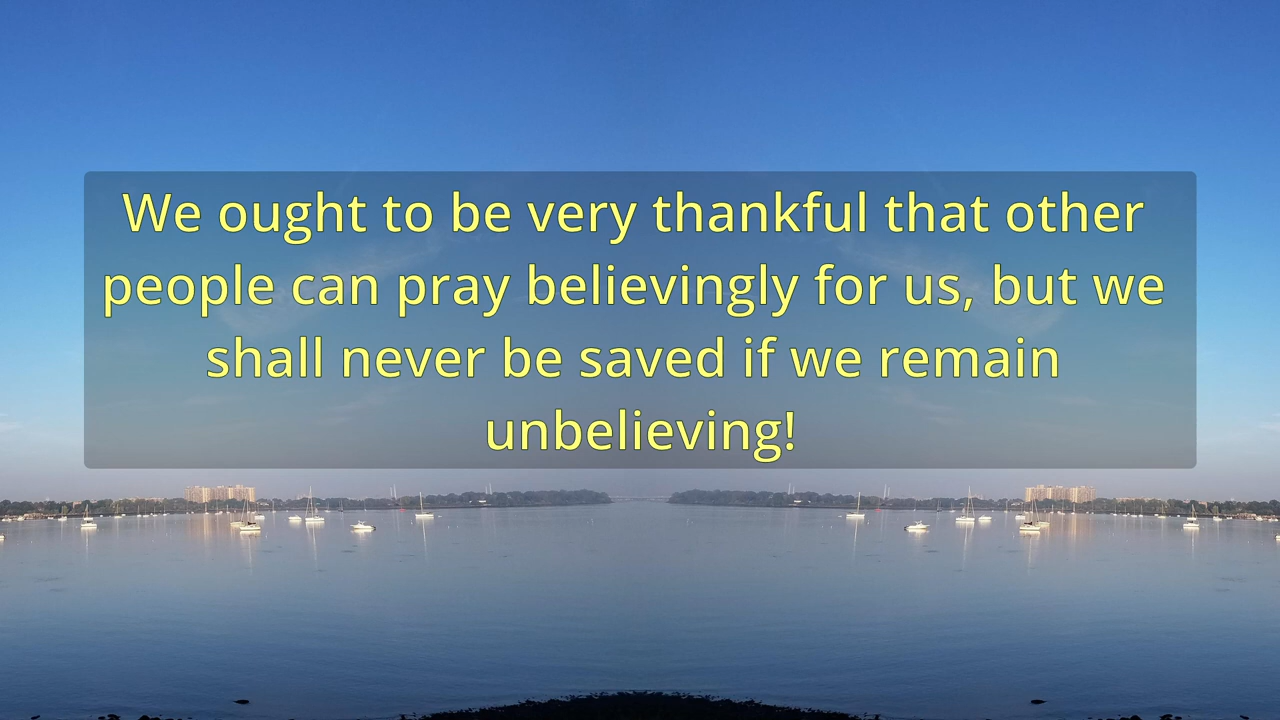 We ought to be very thankful that other
people can pray believingly for us, but we
shall never be saved if we remain
unbelieving!